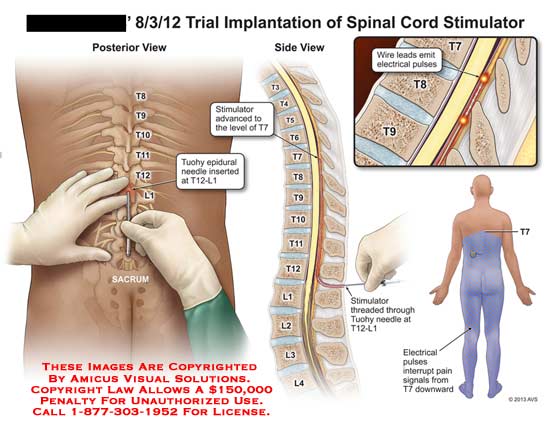 ' 8/3/12 Trial Implantation of Spinal Cord Stimulator
Posterior View
T8
T9
T10
T11
T12
L1
Tuohy epidural
needle inserted
at T12-L1
SACRUM
Side View
T3
T4
T5
T6
T7
T8
T9
T10
T11
T12
L1
L2
L3
L4
Stimulator
advanced to
the level of T7
Stimulator
threaded through
Tuohy needle at
T12-L1
Wire leads emit
electrical pulses
T7
T8
T9
T7
Electrical
pulses
interrupt pain
signals from
T7 downward
© 2013 AVS
THESE IMAGES ARE COPYRIGHTED
BY AMICUS VISUAL SOLUTIONS.
COPYRIGHT LAW ALLOWS A $150,000
PENALTY FOR UNAUTHORIZED USE.
CALL 1-877-303-1952 FOR LICENSE.